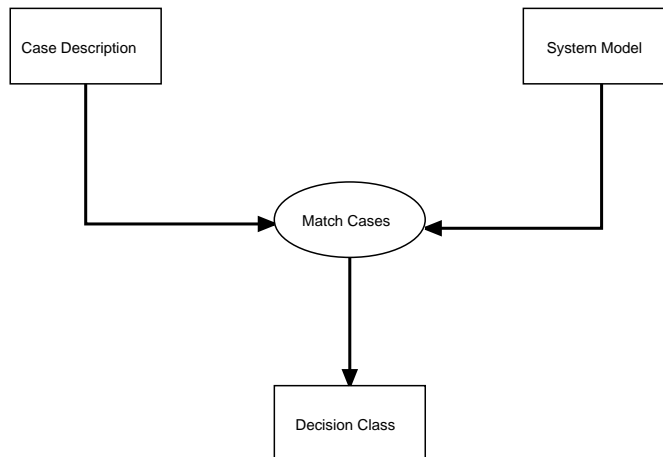 Case Description
System Model
Match Cases
Decision Class